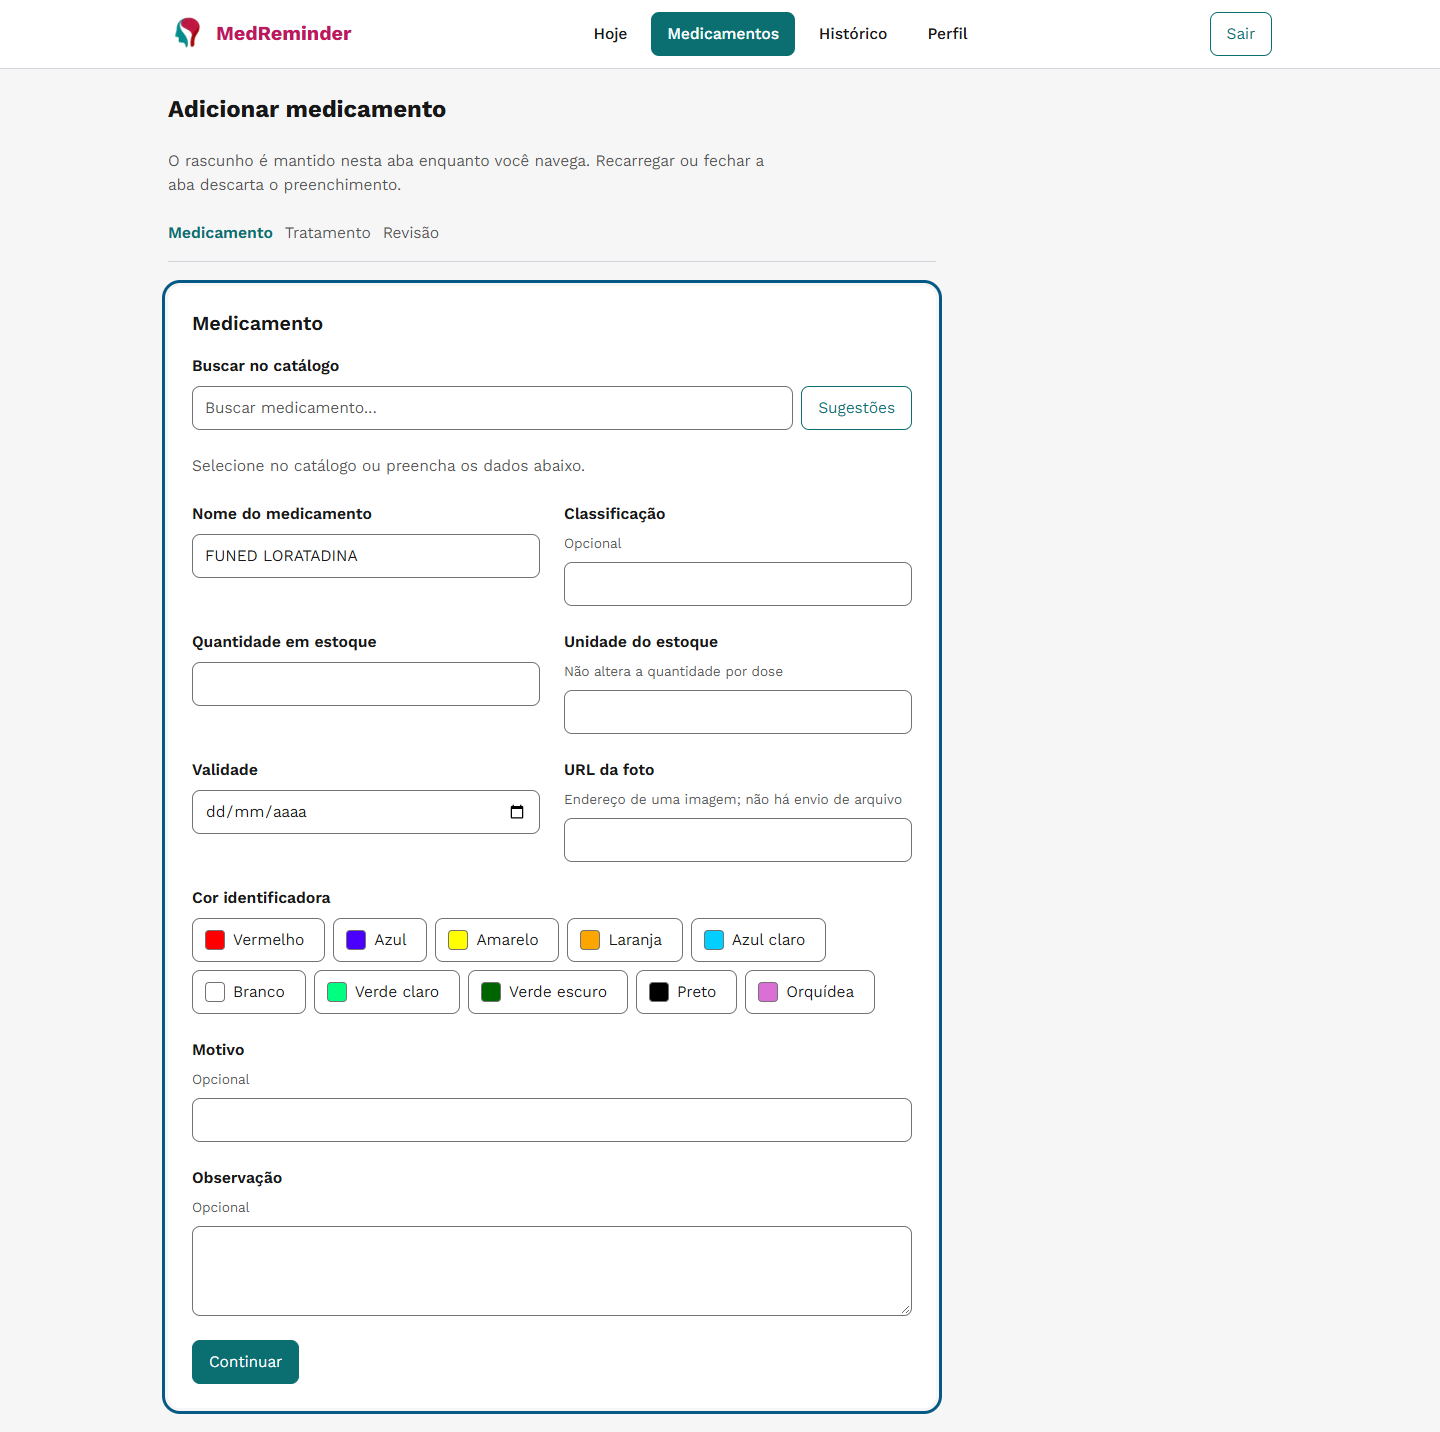 MedReminder
Hoje
Medicamentos
Histórico
Perfil
Sair
Adicionar medicamento
O rascunho é mantido nesta aba enquanto você navega. Recarregar ou fechar a
aba descarta o preenchimento.
Medicamento Tratamento Revisão
Medicamento
Buscar no catálogo
Buscar medicamento...
Sugestões
Selecione no catálogo ou preencha os dados abaixo.
Nome do medicamento
FUNED LORATADINA
Classificação
Opcional
Quantidade em estoque
Unidade do estoque
Não altera a quantidade por dose
Validade
dd/mm/aaaa
URL da foto
Endereço de uma imagem; não há envio de arquivo
Cor identificadora
Vermelho
Azul
Amarelo
Laranja
Azul claro
Branco
Verde claro
Verde escuro
Preto
Orquídea
Motivo
Opcional
Observação
Opcional
Continuar